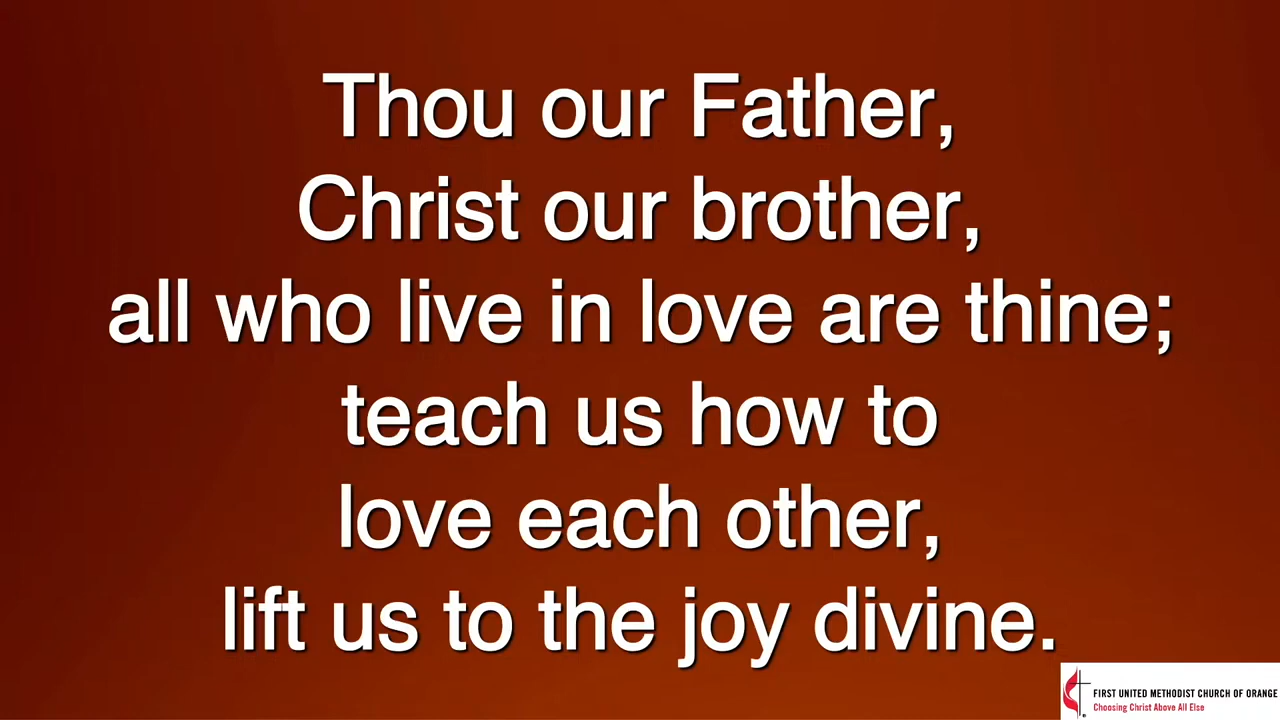 Thou our Father,
Christ our brother,
all who live in love are thine;
teach us how to
love each other,
lift us to the joy divine.
FIRST UNITED METHODIST CHURCH OF ORANGE
Choosing Christ Above All Else